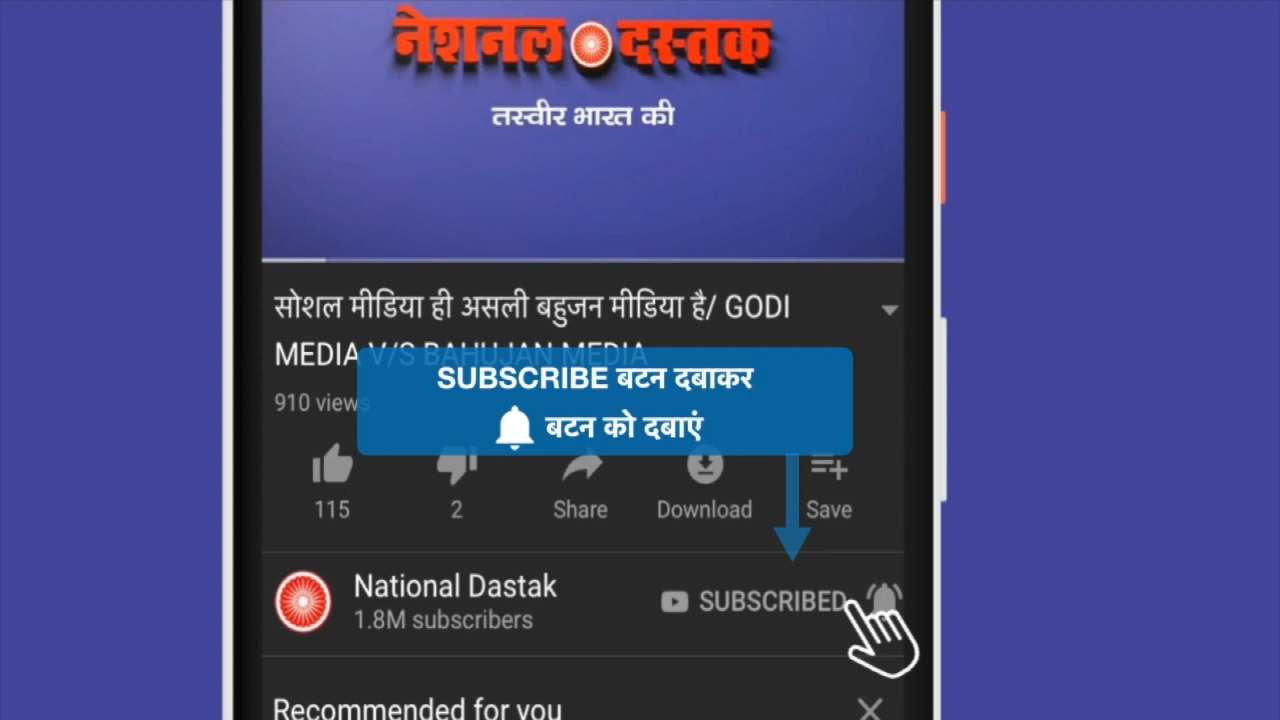 नेशनल दस्तक
तस्वीर भारत की
सोशल मीडिया ही असली बहुजन मीडिया है/ GODI
MEDIA V/S BAHUJAN MEDIA
910 views
SUBSCRIBE बटन दबाकर
बटन को दबाएं
115
2
Share
Download
Save
National Dastak
1.8M subscribers
SUBSCRIBED
Recommended for you